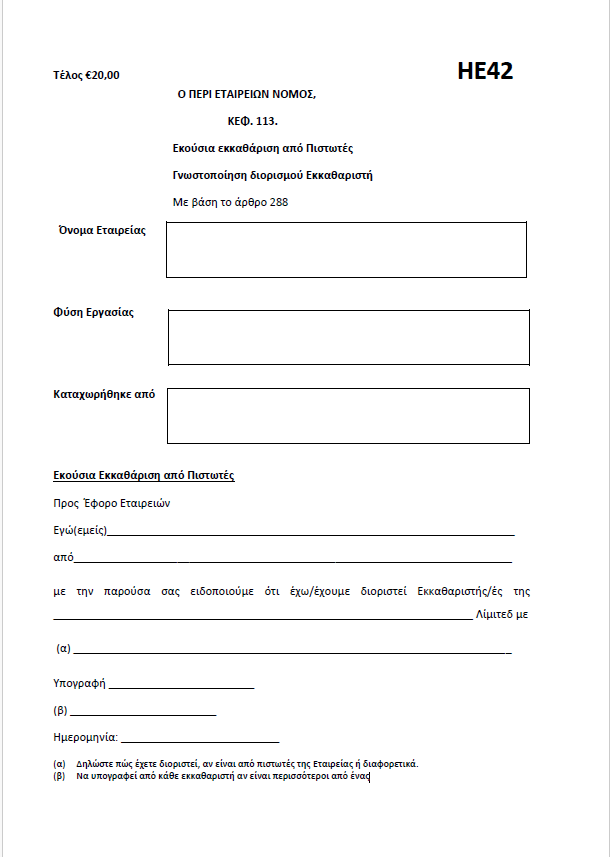 Τέλος €20,00
ΗΕ42
Ο ΠΕΡΙ ΕΤΑΙΡΕΙΩΝ ΝΟΜΟΣ,
ΚΕΦ. 113.
Εκούσια εκκαθάριση από Πιστωτές
Γνωστοποίηση διορισμού Εκκαθαριστή
Με βάση το άρθρο 288
Όνομα Εταιρείας
Φύση Εργασίας
Καταχωρήθηκε από
Εκούσια Εκκαθάριση από Πιστωτές
Προς Έφορο Εταιρειών
Εγώ(εμείς)
από
με την παρούσα σας ειδοποιούμε ότι έχω/έχουμε διοριστεί Εκκαθαριστής/ές της
Λίμιτεδ με
(α)
Υπογραφή
(β)
Ημερομηνία:
(α) Δηλώστε πώς έχετε διοριστεί, αν είναι από πιστωτές της Εταιρείας ή διαφορετικά.
(β) Να υπογραφεί από κάθε εκκαθαριστή αν είναι περισσότεροι από ένας